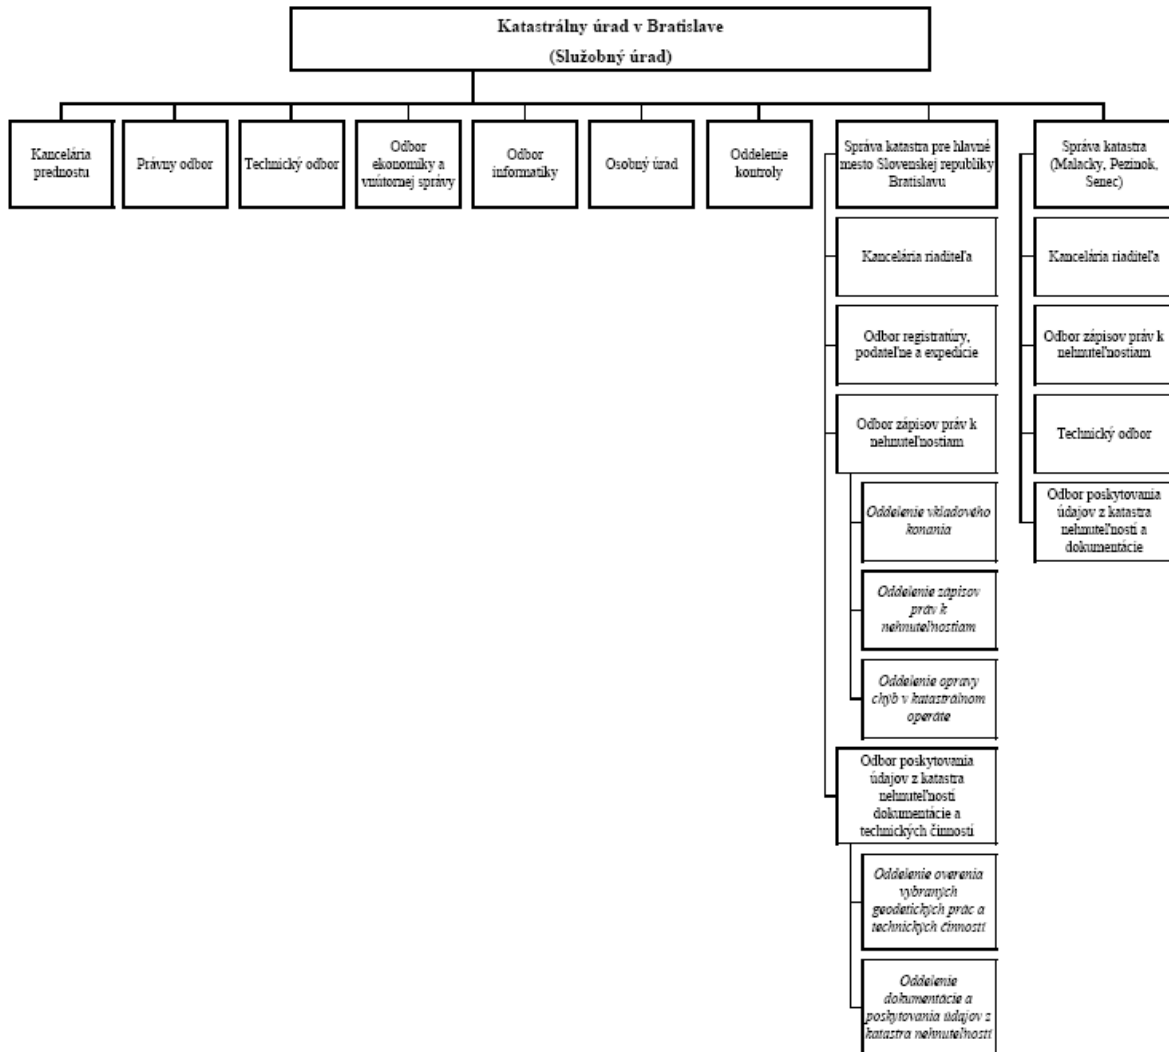 Katastrálny úrad v Bratislave
(Služobný úrad)
Kancelária
prednostu
Právny odbor
Technický odbor
Odbor
ekonomiky a
vnútornej správy
Odbor
informatiky
Osobný úrad
Oddelenie
kontroly
Správa katastra pre hlavné
mesto Slovenskej republiky
Bratislavu
Správa katastra
(Malacky, Pezinok,
Senec)
Kancelária riaditeľa
Odbor registratúry,
podateľne a expedície
Odbor zápisov práv k
nehnuteľnostiam
Oddelenie vkladového
konania
Oddelenie zápisov
práv k
nehnuteľnostiam
Oddelenie opravy
chýb v katastrálnom
operáte
Odbor poskytovania
údajov z katastra
nehnuteľností
dokumentácie a
technických činností
Oddelenie overenia
vybraných
geodetických prác a
technických činností
Oddelenie
dokumentácie a
poskytovania údajov z
katastra nehnuteľností
Kancelária riaditeľa
Odbor zápisov práv k
nehnuteľnostiam
Technický odbor
Odbor poskytovania
údajov z katastra
nehnuteľností a
dokumentácie